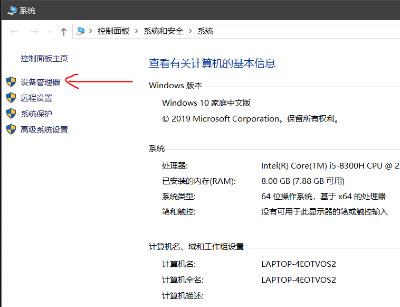 系统
控制面板 > 系统和安全 > 系统
控制面板主页
设备管理器
远程设置
系统保护
高级系统设置
查看有关计算机的基本信息
Windows 版本
Windows 10 家庭中文版
© 2019 Microsoft Corporation。保留所有权利。
系统
处理器: Intel(R) Core(TM) i5-8300H CPU @ 2
已安装的内存(RAM): 8.00 GB (7.88 GB 可用)
系统类型: 64 位操作系统，基于 x64 的处理器
笔和触控: 没有可用于此显示器的笔或触控输入
计算机名、域和工作组设置
计算机名: LAPTOP-4EOTVOS2
计算机全名: LAPTOP-4EOTVOS2
计算机描述: